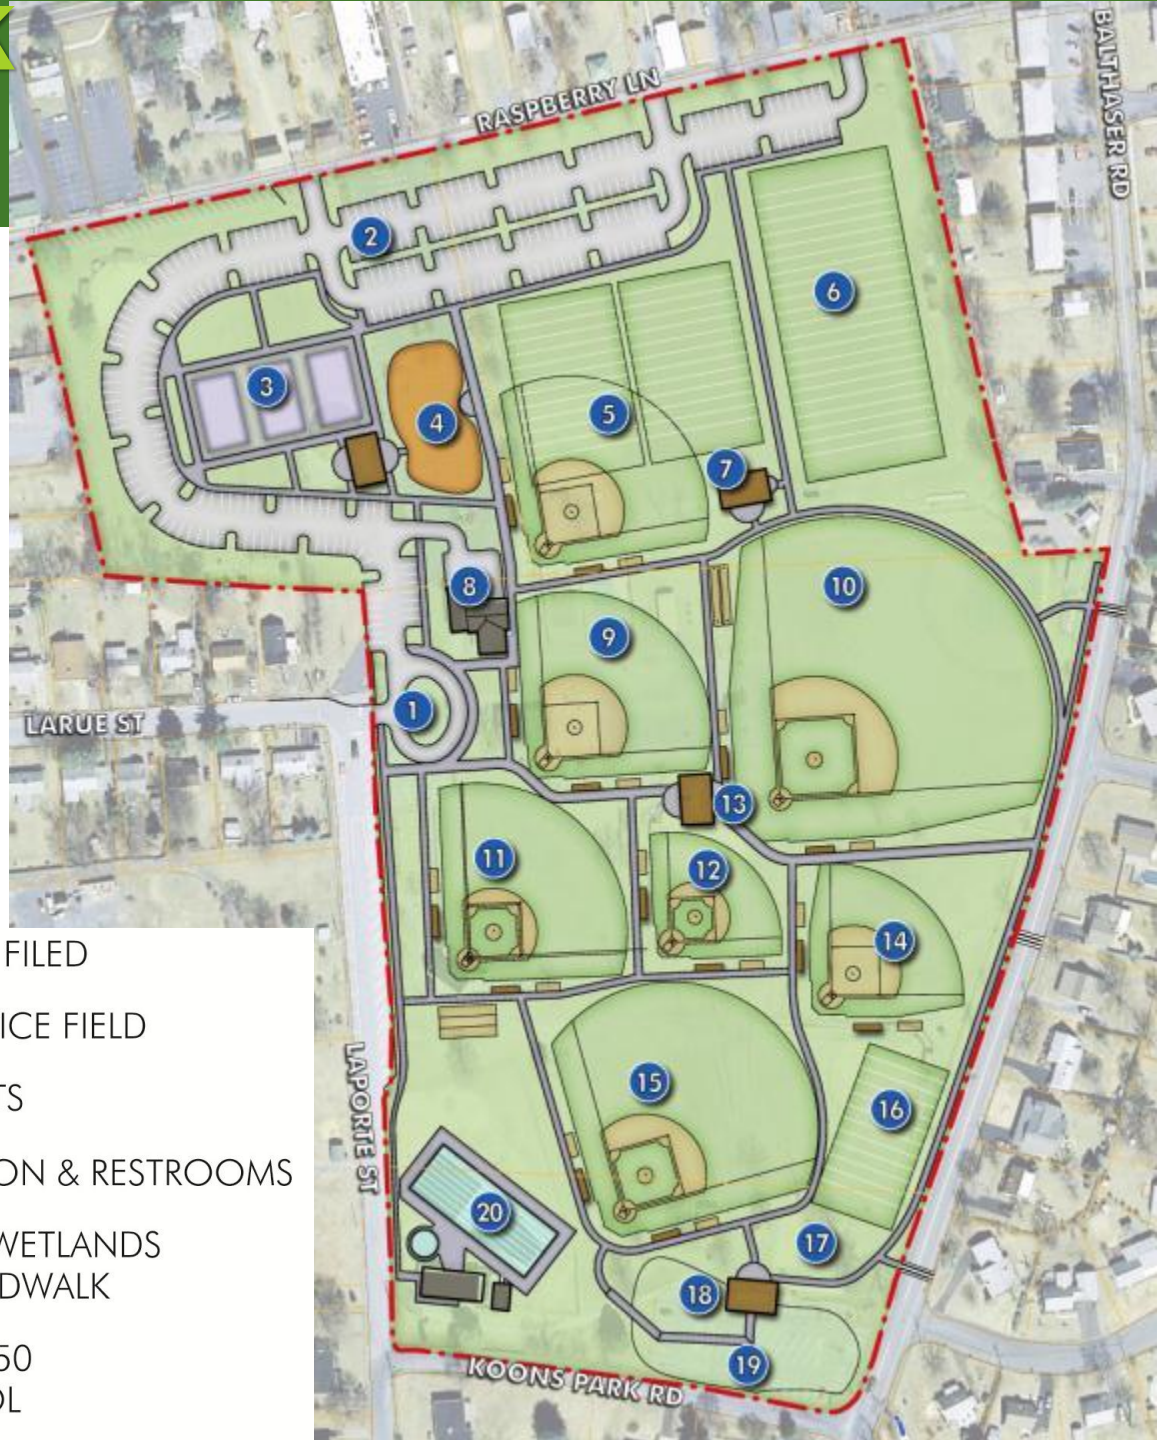 RASPBERRY LN
BALTHASER RD
2
6
3
4
5
7
8
10
9
LARUE ST
1
13
11
12
14
FILED
ICE FIELD
TS
LAPORTE ST
15
16
ON & RESTROOMS
20
WETLANDS
DWALK
17
18
50
OL
19
KOONS PARK RD